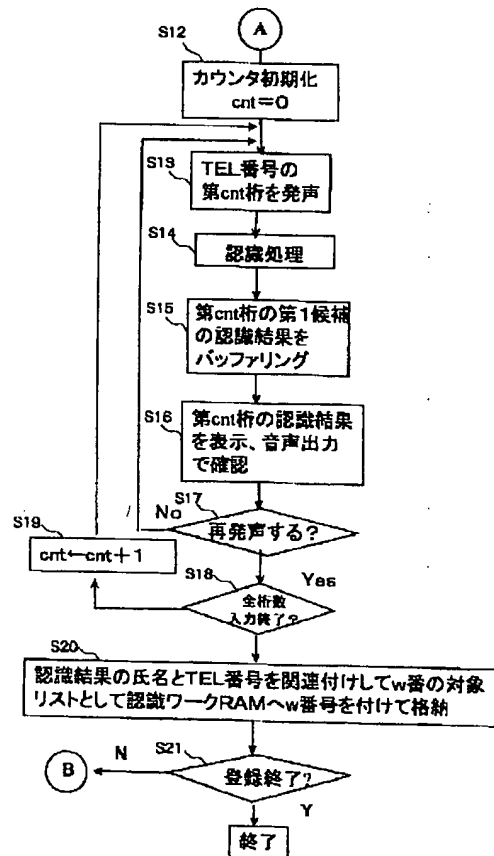 A
S12
カウンタ初期化
cnt=0
S13
TEL番号の
第cnt桁を発声
S14
認識処理
S15
第cnt桁の第1候補
の認識結果を
バッファリング
S16
第cnt桁の認識結果
を表示、音声出力
で確認
S17
No
再発声する?
S19
cnt←cnt+1
Yes
S18
全桁数
入力終了?
S20
認識結果の氏名とTEL番号を関連付けしてw番の対象
リストとして認識ワークRAMへw番号を付けて格納
S21
B
N
登録終了?
Y
終了